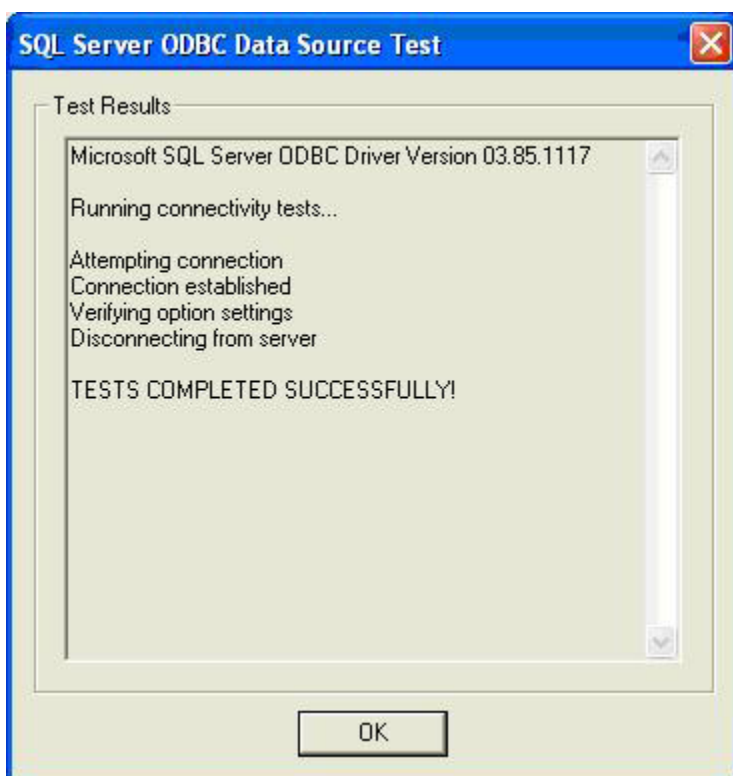 SQL Server ODBC Data Source Test
Test Results
Microsoft SQL Server ODBC Driver Version 03.85.1117
Running connectivity tests...
Attempting connection
Connection established
Verifying option settings
Disconnecting from server
TESTS COMPLETED SUCCESSFULLY!
OK